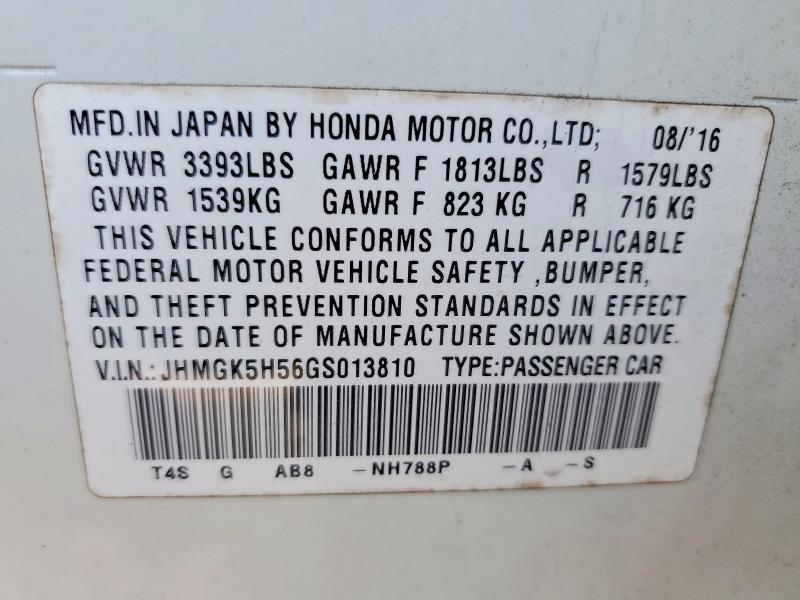 MFD.IN JAPAN BY HONDA MOTOR CO.,LTD; 08/'16
GVWR 3393LBS GAWR F 1813LBS R 1579LBS
GVWR 1539KG GAWR F 823 KG R 716 KG
THIS VEHICLE CONFORMS TO ALL APPLICABLE
FEDERAL MOTOR VEHICLE SAFETY ,BUMPER,
AND THEFT PREVENTION STANDARDS IN EFFECT
ON THE DATE OF MANUFACTURE SHOWN ABOVE.
V.I.N.: JHMGK5H56GS013810 TYPE:PASSENGER CAR
T4S G AB8 -NH788P -A -S